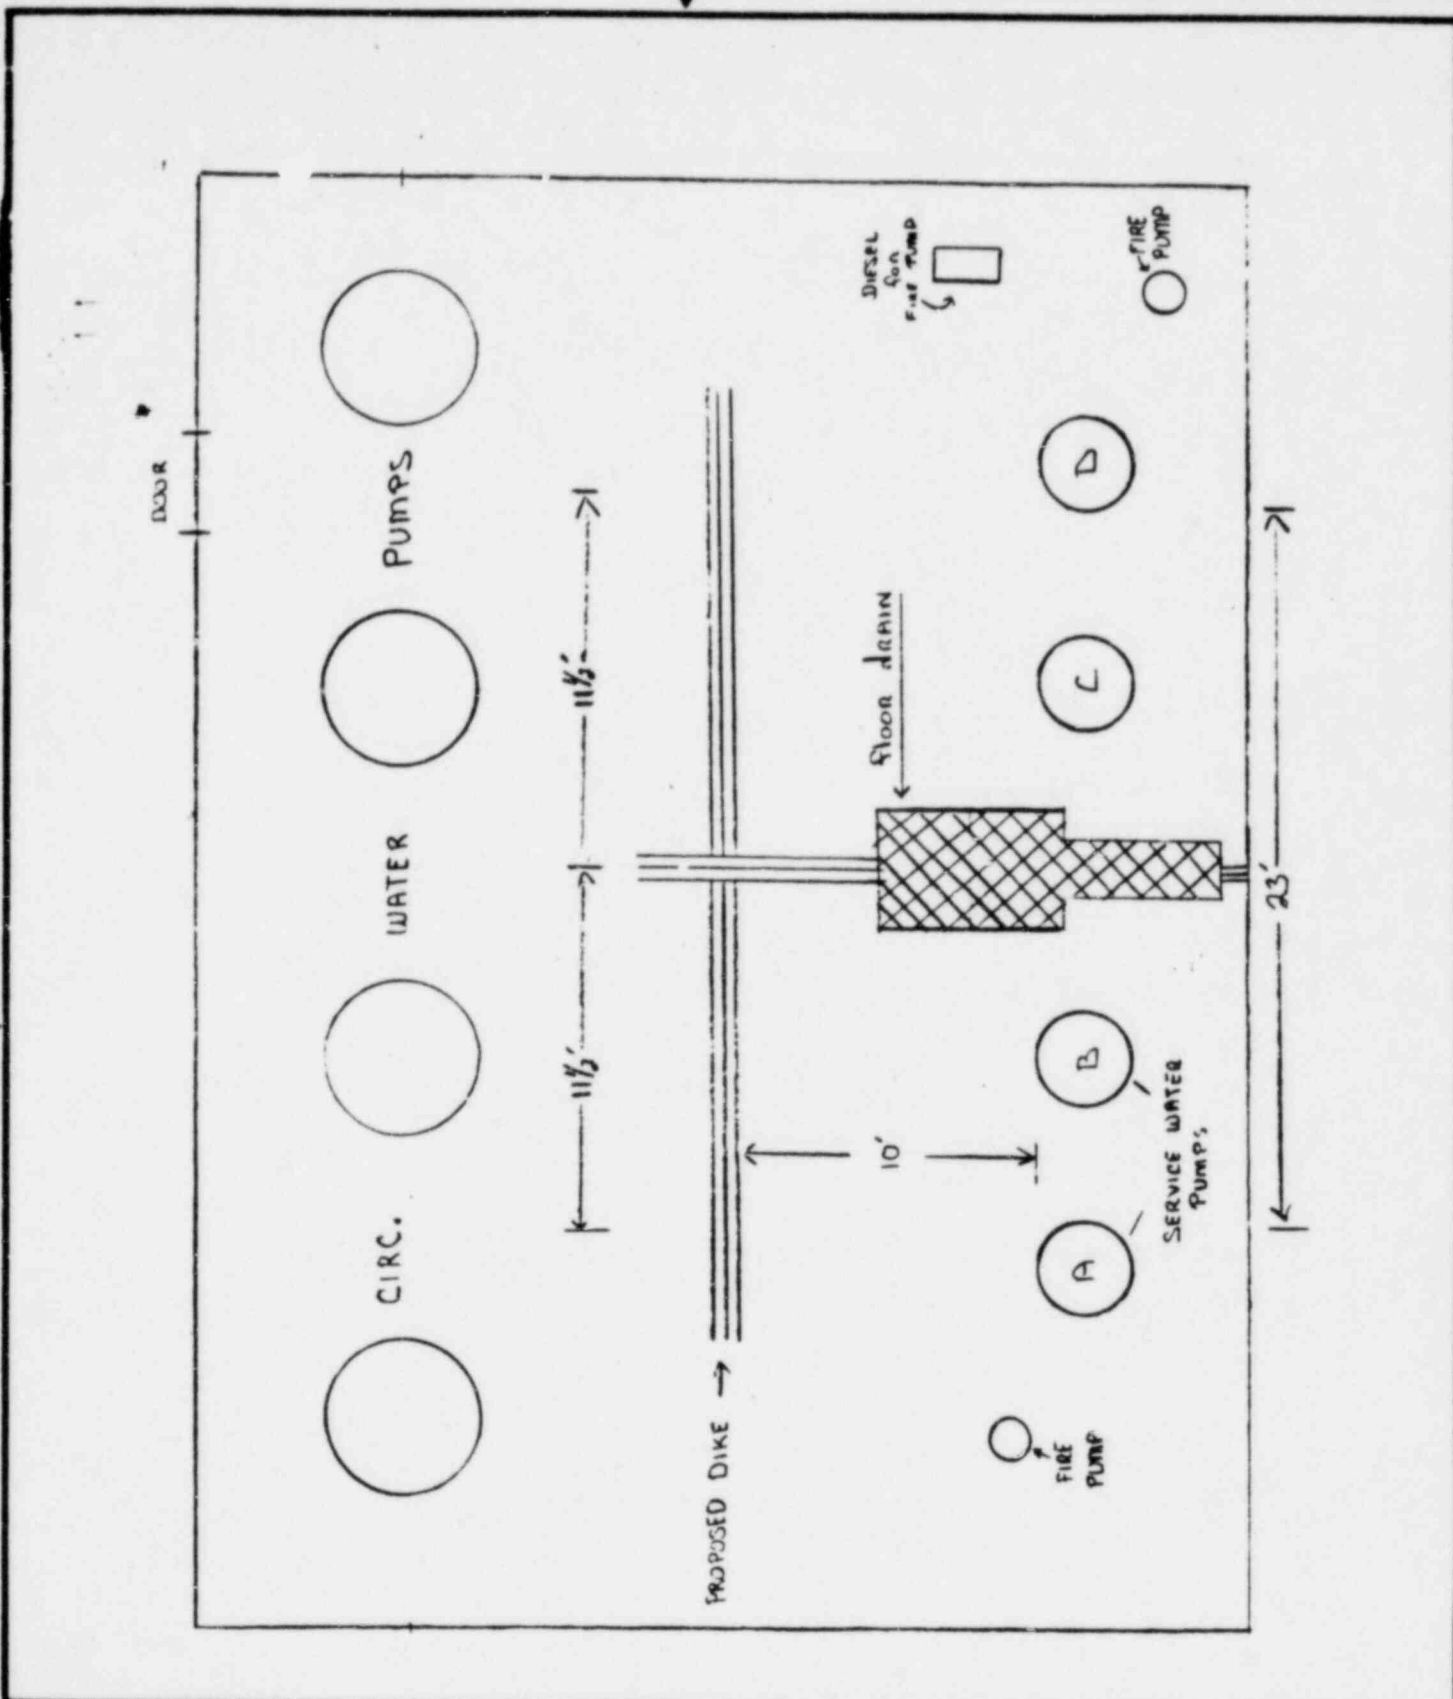 DOOR
CIRC. WATER PUMPS
11½'
11½'
PROPOSED DIKE →
10'
Floor drain
DIESEL
for
FIRE PUMP
FIRE
PUMP
A
B
C
D
SERVICE WATER
PUMPS
FIRE
PUMP
23'